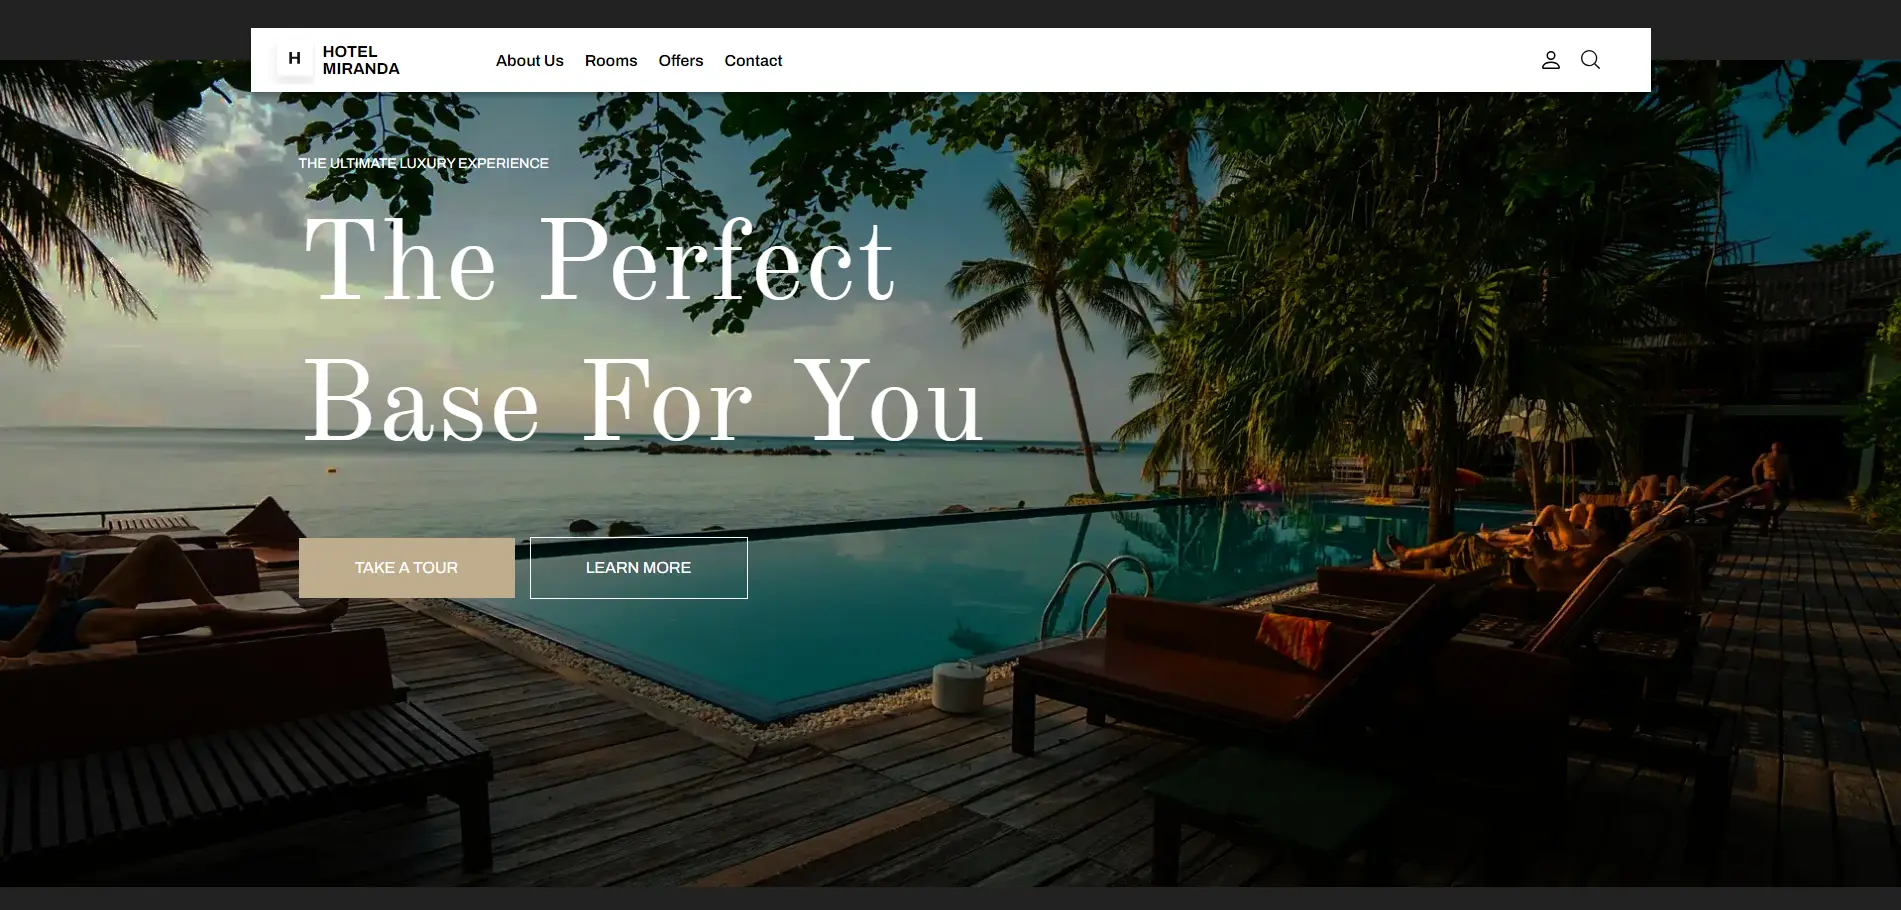 H
HOTEL
MIRANDA
About Us
Rooms
Offers
Contact
THE ULTIMATE LUXURY EXPERIENCE
The Perfect
Base For You
TAKE A TOUR
LEARN MORE